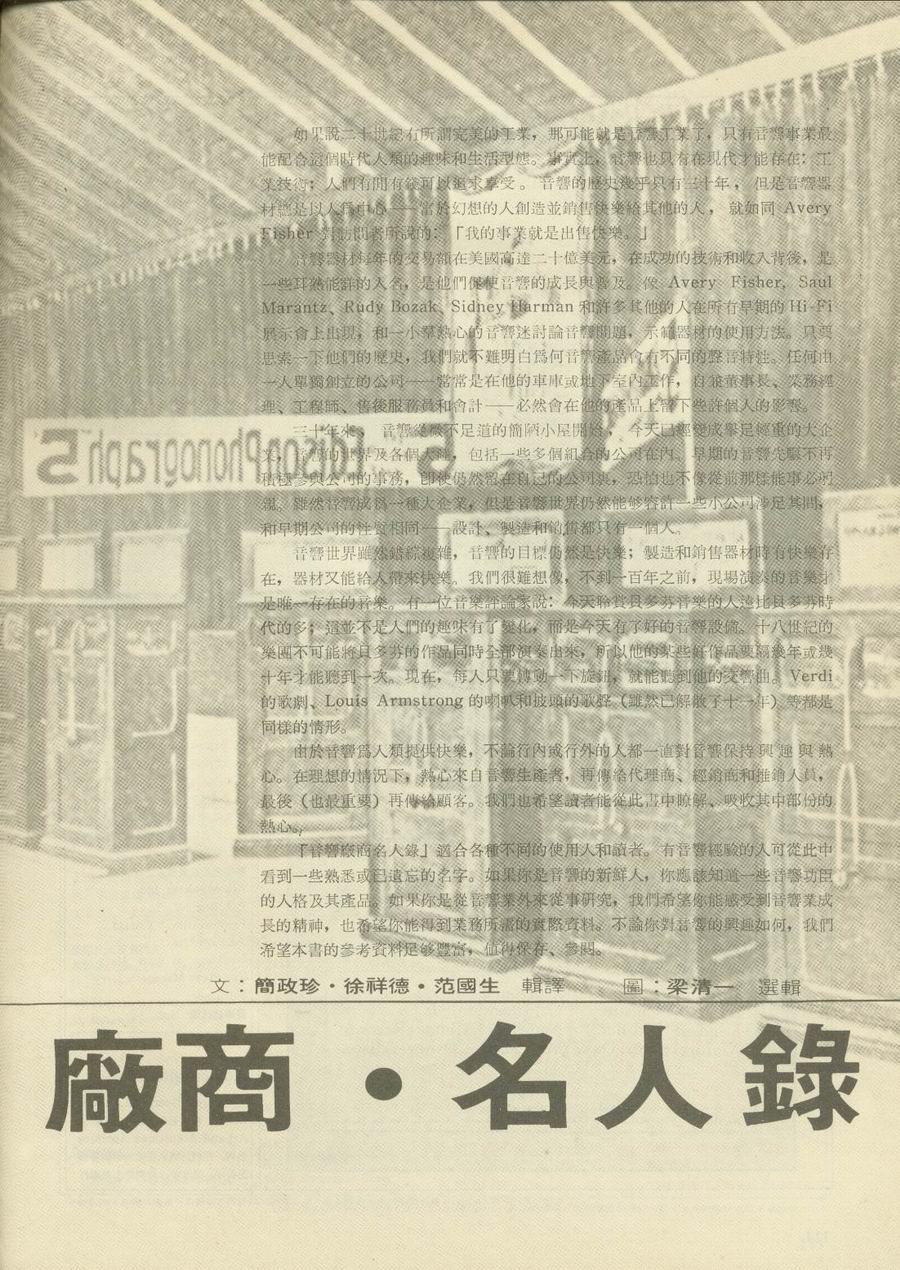 如果說二十世紀有所謂完美的工業，那可能就是音響工業了，只有音響事業最
能配合這個時代人類的趣味和生活型態。事實上，音響也只有在現代才能存在：工
業技術；人們有閒有錢可以追求享受。音響的歷史幾乎只有三十年，但是音響器
材總是以人爲中心——富於幻想的人創造並銷售快樂給其他的人，就如同 Avery
Fisher 對訪問者所說的：「我的事業就是出售快樂。」
音響器材每年的交易額在美國高達二十億美元，在成功的技術和收入背後，是
一些耳熟能詳的人名，是他們促使音響的成長與普及。像 Avery Fisher, Saul
Marantz、Rudy Bozak、Sidney Harman 和許多其他的人在所有早期的 Hi-Fi
展示會上出現，和一小羣熱心的音響迷討論音響問題，示範器材的使用方法。只要
思索一下他們的歷史，我們就不難明白爲何音響產品會有不同的聲音特性。任何由
一人單獨創立的公司——常常是在他的車庫或地下室內工作，身兼董事長、業務經
理、工程師、售後服務員和會計——必然會在他的產品上留下些許個人的影響。
三十年來，音響從微不足道的簡陋小屋開始，今天已經變成舉足輕重的大企
業，音響的世界及各個大陸，包括一些多個組合的公司在內。早期的音響先驅不再
積極參與公司的事務，即使仍然留在自己的公司裏，恐怕也不像從前那樣能事必躬
親。雖然音響成爲一種大企業，但是音響世界仍然能够容許一些小公司涉足其間，
和早期公司的性質相同——設計、製造和銷售都只有一個人。
音響世界雖然錯綜複雜，音響的目標仍然是快樂；製造和銷售器材時有快樂存
在，器材又能給人帶來快樂。我們很難想像，不到一百年之前，現場演奏的音樂才
是唯一存在的音樂。有一位音樂評論家說：今天聆賞貝多芬音樂的人遠比貝多芬時
代的多；這並不是人們的趣味有了變化，而是今天有了好的音響設備。十八世紀的
樂團不可能將貝多芬的作品同時全部演奏出來，所以他的某些好作品要隔幾年或幾
十年才能聽到一次。現在，每人只要轉動一下旋鈕，就能聽到他的交響曲。Verdi
的歌劇、Louis Armstrong 的喇叭和披頭的歌聲（雖然已解散了十一年）等都是
同樣的情形。
由於音響爲人類提供快樂，不論行內或行外的人都一直對音響保持興趣與熱
心。在理想的情況下，熱心來自音響生產者，再傳給代理商、經銷商和推銷人員，
最後（也最重要）再傳給顧客。我們也希望讀者能從此書中瞭解、吸收其中部份的
熱心。
「音響廠商名人錄」適合各種不同的使用人和讀者。有音響經驗的人可從此中
看到一些熟悉或已遺忘的名字。如果你是音響的新鮮人，你應該知道一些音響功臣
的人格及其產品。如果你是從音響業外來從事研究，我們希望你能感受到音響業成
長的精神，也希望你能得到業務所需的實際資料。不論你對音響的興趣如何，我們
希望本書的參考資料足够豐富，值得保存、參閱。
文：簡政珍・徐祥德・范國生　輯譯　圖：梁清一　選輯
廠商・名人錄
Edison Phonograph